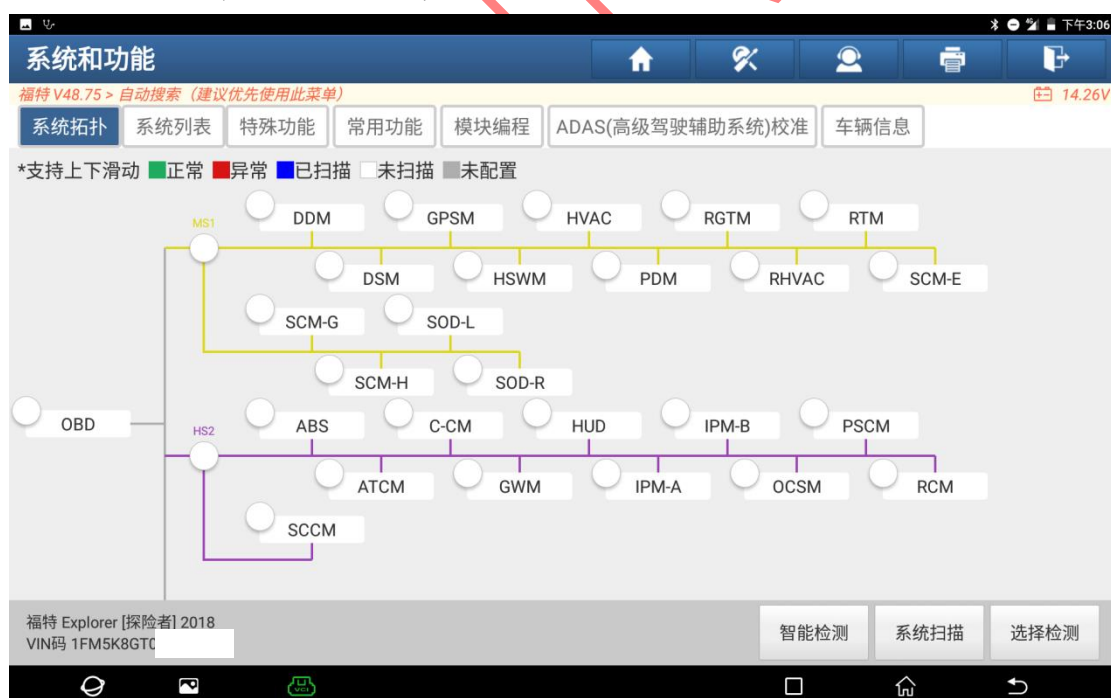 下午3:06
系统和功能
福特 V48.75 > 自动搜索（建议优先使用此菜单）
14.26V
系统拓扑 系统列表 特殊功能 常用功能 模块编程 ADAS(高级驾驶辅助系统)校准 车辆信息
*支持上下滑动 正常 异常 已扫描 未扫描 未配置
MS1 DDM GPSM HVAC RGTM RTM
DSM HSWM PDM RHVAC SCM-E
SCM-G SOD-L
SCM-H SOD-R
OBD
HS2 ABS C-CM HUD IPM-B PSCM
ATCM GWM IPM-A OCSM RCM
SCCM
福特 Explorer [探险者] 2018
VIN码 1FM5K8GT
智能检测 系统扫描 选择检测
VCI